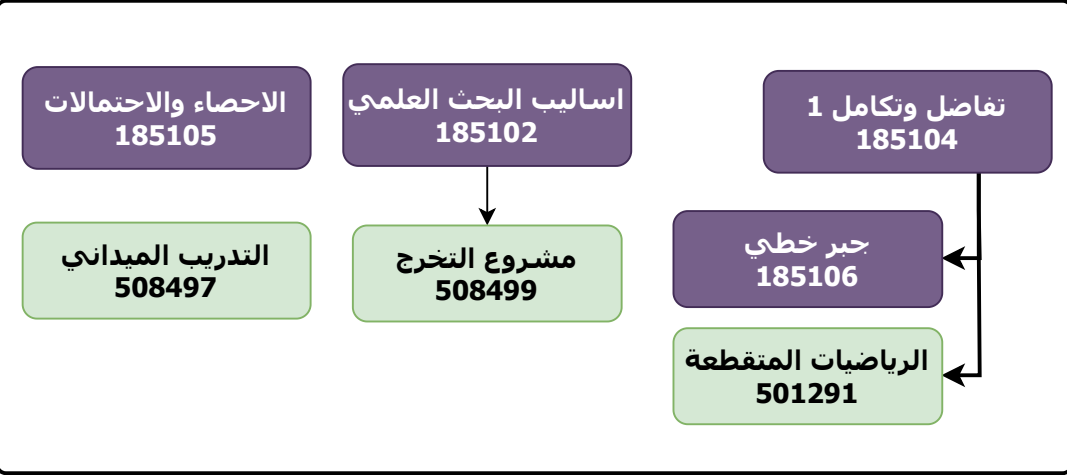 تفاضل وتكامل 1
185104
اساليب البحث العلمي
185102
الاحصاء والاحتمالات
185105
جبر خطي
185106
مشروع التخرج
508499
التدريب الميداني
508497
الرياضيات المتقطعة
501291